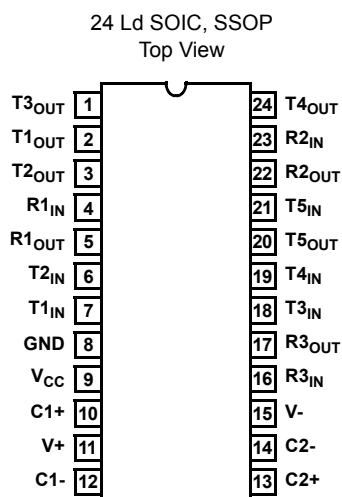 24 Ld SOIC, SSOP
Top View
T3OUT 1 24 T4OUT
T1OUT 2 23 R2IN
T2OUT 3 22 R2OUT
R1IN 4 21 T5IN
R1OUT 5 20 T5OUT
T2IN 6 19 T4IN
T1IN 7 18 T3IN
GND 8 17 R3OUT
VCC 9 16 R3IN
C1+ 10 15 V-
V+ 11 14 C2-
C1- 12 13 C2+